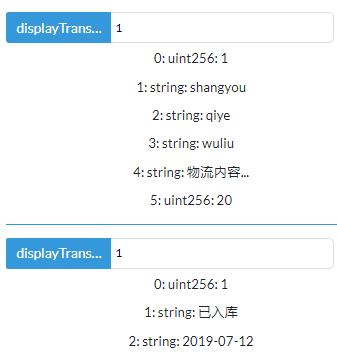 displayTrans... 1
0: uint256: 1
1: string: shangyou
2: string: qiye
3: string: wuliu
4: string: 物流内容...
5: uint256: 20
displayTrans... 1
0: uint256: 1
1: string: 已入库
2: string: 2019-07-12